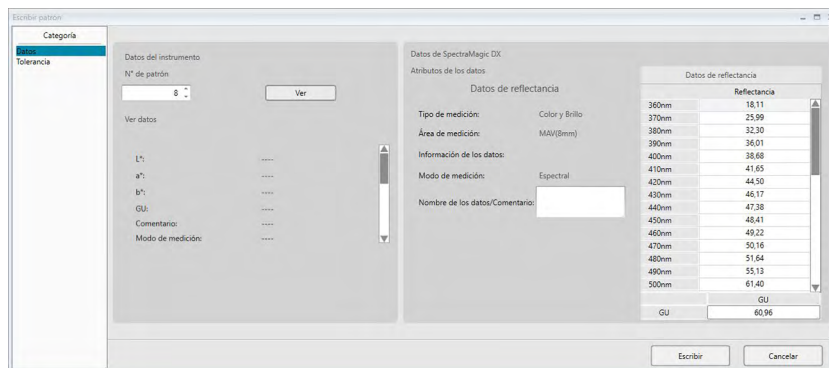 Escribir patrón
Categoría
Datos
Tolerancia
Datos del instrumento
N° de patrón
8
Ver
Ver datos
L*: ----
a*: ----
b*: ----
GU: ----
Comentario: ----
Modo de medición: ----
Datos de SpectraMagic DX
Atributos de los datos
Datos de reflectancia
Tipo de medición: Color y Brillo
Área de medición: MAV(8mm)
Información de los datos:
Modo de medición: Espectral
Nombre de los datos/Comentario:
Datos de reflectancia
Reflectancia
360nm 18,11
370nm 25,99
380nm 32,30
390nm 36,01
400nm 38,68
410nm 41,65
420nm 44,50
430nm 46,17
440nm 47,38
450nm 48,41
460nm 49,22
470nm 50,16
480nm 51,64
490nm 55,13
500nm 61,40
GU
GU 60,96
Escribir
Cancelar